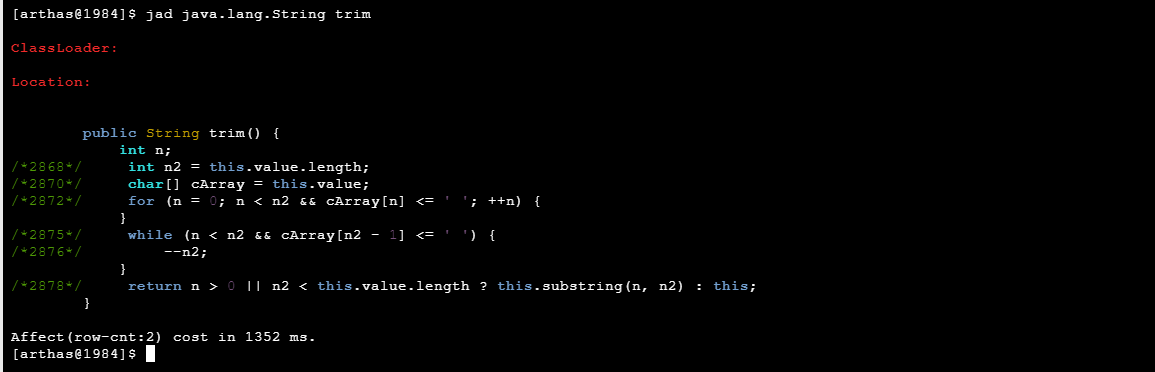 [arthas@1984]$ jad java.lang.String trim
ClassLoader:
Location:
public String trim() {
int n;
/*2868*/ int n2 = this.value.length;
/*2870*/ char[] cArray = this.value;
/*2872*/ for (n = 0; n < n2 && cArray[n] <= ' '; ++n) {
}
/*2875*/ while (n < n2 && cArray[n2 - 1] <= ' ') {
/*2876*/ --n2;
}
/*2878*/ return n > 0 || n2 < this.value.length ? this.substring(n, n2) : this;
}
Affect(row-cnt:2) cost in 1352 ms.
[arthas@1984]$